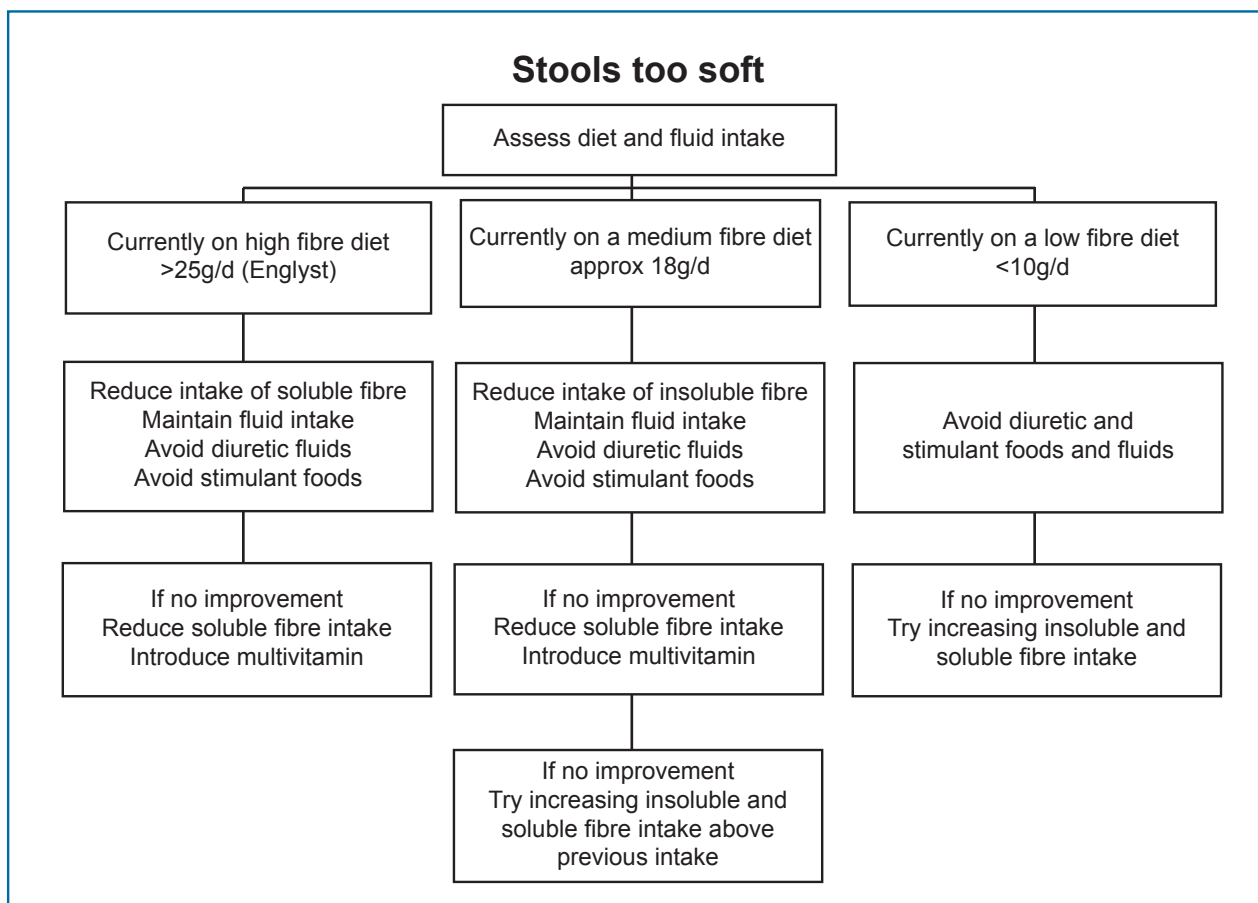 Stools too soft
Assess diet and fluid intake
Currently on high fibre diet
>25g/d (Englyst)
Currently on a medium fibre diet
approx 18g/d
Currently on a low fibre diet
<10g/d
Reduce intake of soluble fibre
Maintain fluid intake
Avoid diuretic fluids
Avoid stimulant foods
Reduce intake of insoluble fibre
Maintain fluid intake
Avoid diuretic fluids
Avoid stimulant foods
Avoid diuretic and
stimulant foods and fluids
If no improvement
Reduce soluble fibre intake
Introduce multivitamin
If no improvement
Reduce soluble fibre intake
Introduce multivitamin
If no improvement
Try increasing insoluble and
soluble fibre intake
If no improvement
Try increasing insoluble and
soluble fibre intake above
previous intake